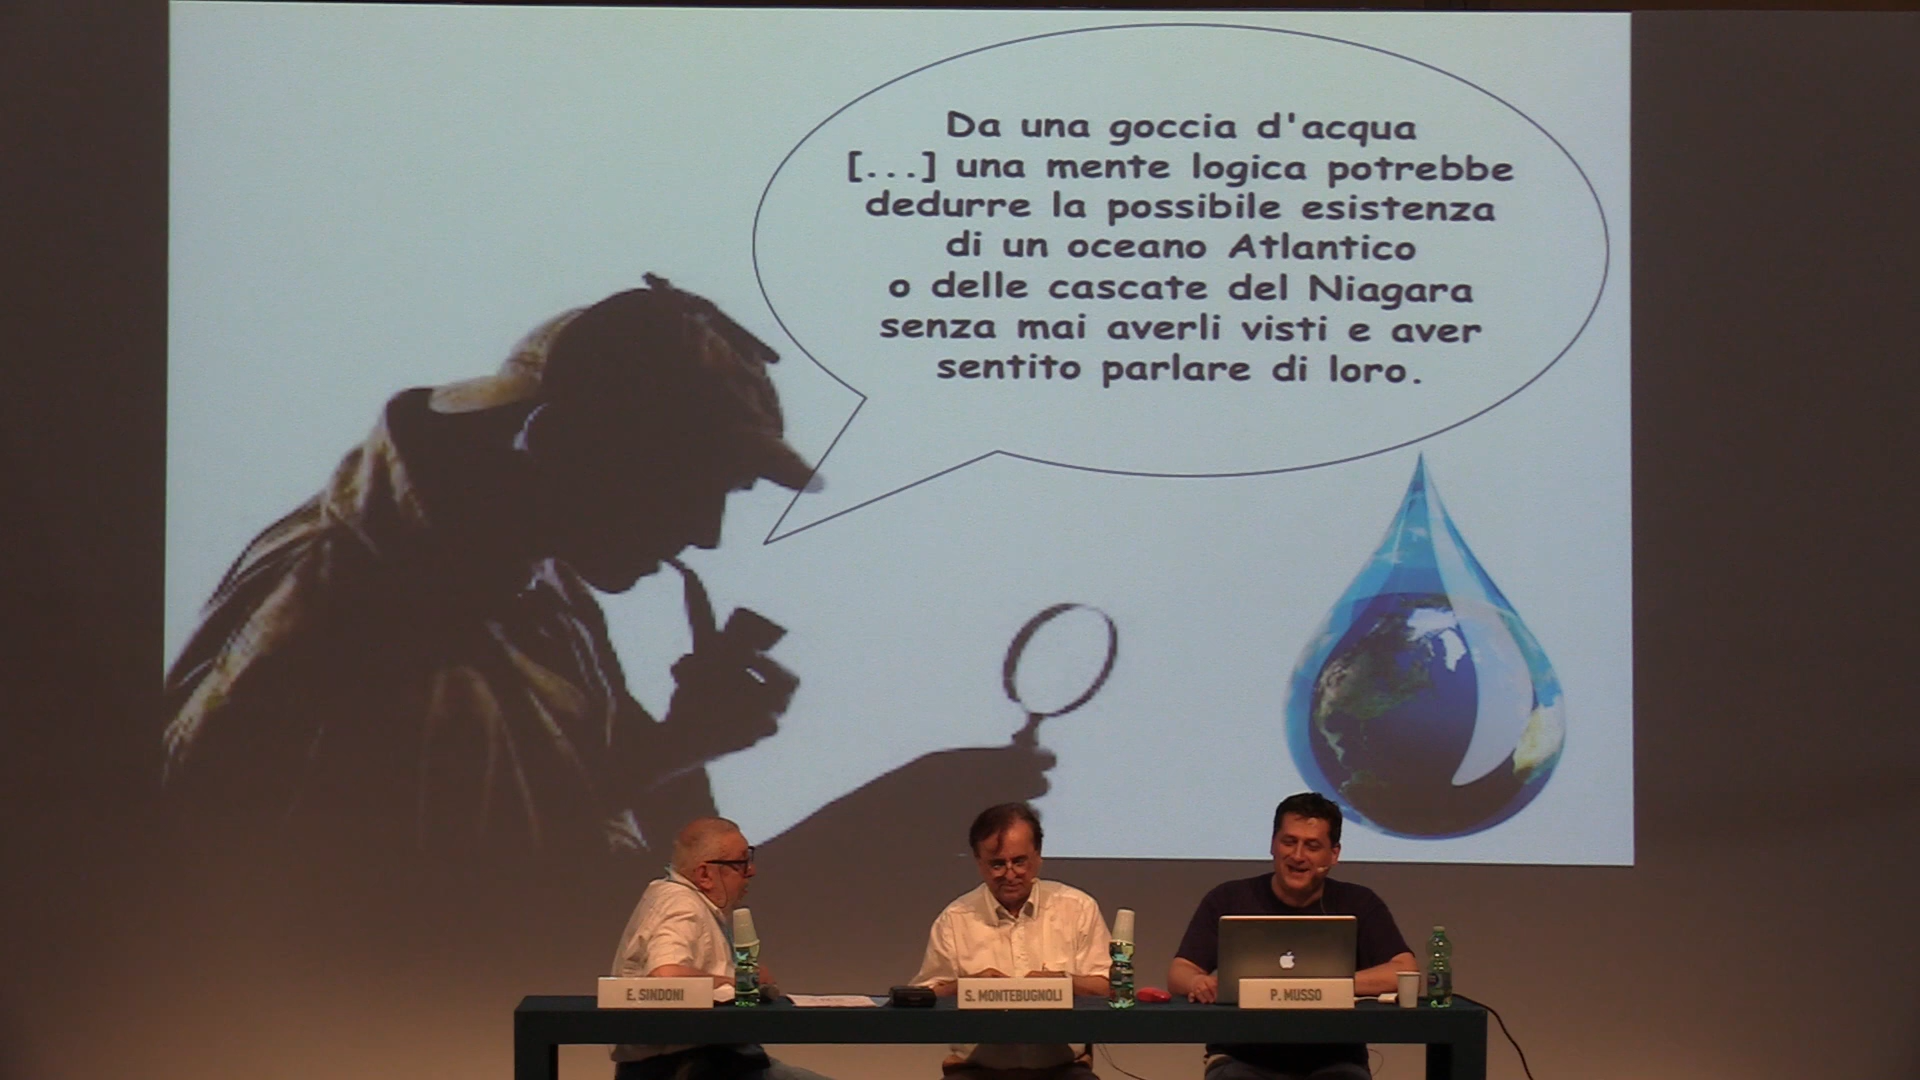 Da una goccia d'acqua
[...] una mente logica potrebbe
dedurre la possibile esistenza
di un oceano Atlantico
o delle cascate del Niagara
senza mai averli visti e aver
sentito parlare di loro.
E. SINDONI
S. MONTEBUGNOLI
P. MUSSO